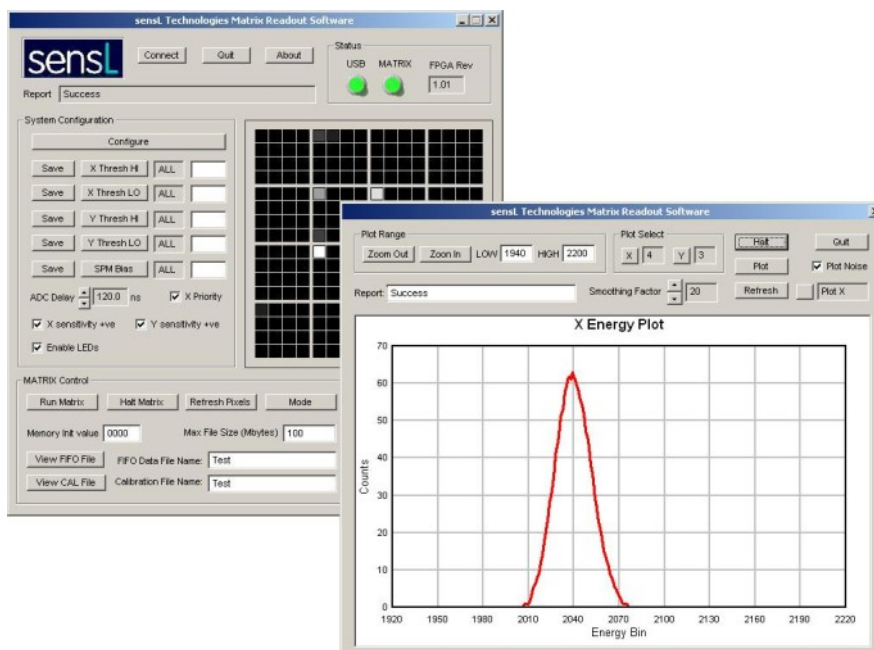 sensL Technologies Matrix Readout Software
sensL
Connect
Quit
About
Status
USB
MATRIX
FPGA Rev
1.01
Report
Success
System Configuration
Configure
Save
X Thresh HI
ALL
Save
X Thresh LO
ALL
Save
Y Thresh HI
ALL
Save
Y Thresh LO
ALL
Save
SPM Bias
ALL
ADC Delay
120.0
ns
X Priority
X sensitivity +ve
Y sensitivity +ve
Enable LEDs
MATRIX Control
Run Matrix
Halt Matrix
Refresh Pixels
Mode
Memory Init value
0000
Max File Size (Mbytes)
100
View FIFO File
FIFO Data File Name:
Test
View CAL File
Calibration File Name:
Test
sensL Technologies Matrix Readout Software
Plot Range
Zoom Out
Zoon In
LOW
1940
HIGH
2200
Plot Select
X
4
Y
3
Halt
Quit
Plot
Plot Noise
Report:
Success
Smoothing Factor
20
Refresh
Plot X
X Energy Plot
70
60
50
40
30
20
10
0
Counts
1920
1950
1980
2010
2040
2070
2100
2130
2160
2190
2220
Energy Bin